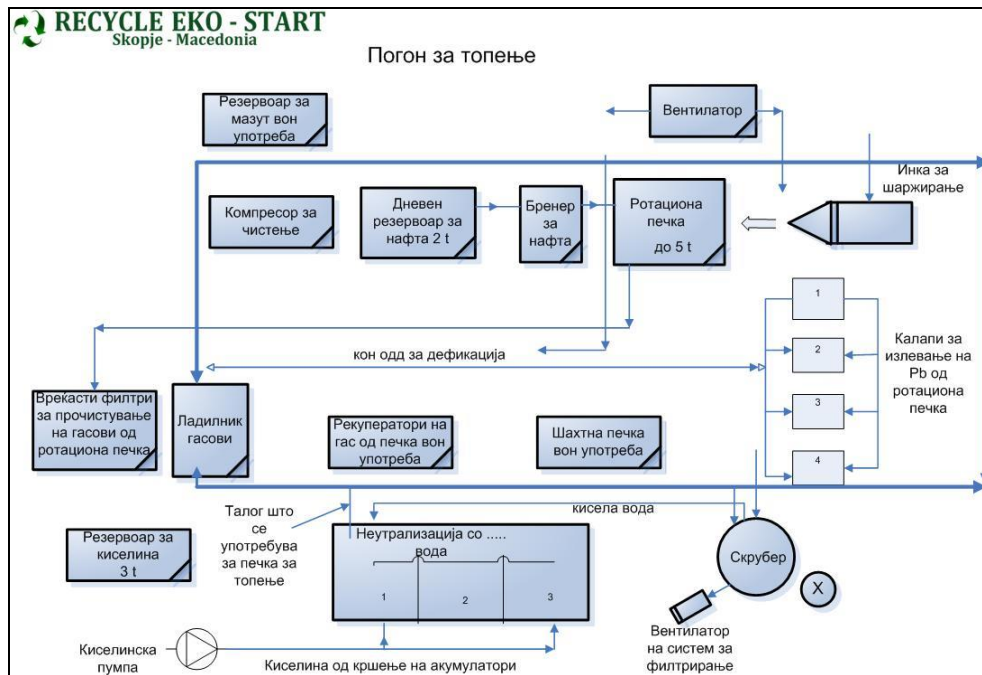 RECYCLE EKO - START
Skopje - Macedonia
Погон за топење
Резервоар за
мазут вон
употреба
Вентилатор
Инка за
шаржирање
Компресор за
чистење
Дневен
резервоар за
нафта 2 t
Бренер
за
нафта
Ротациона
печка
до 5 t
1
2
3
4
Калапи за
излевање на
Pb од
ротациона
печка
кон одд за дефикација
Врекасти филтри
за прочистување
на гасови од
ротациона печка
Ладилник
гасови
Рекуператори на
гас од печка вон
употреба
Шахтна печка
вон употреба
Талог што
се
употребува
за печка за
топење
кисела вода
Неутрализација со .....
вода
1
2
3
Скрубер
X
Резервоар за
киселина
3 t
Вентилатор
на систем за
филтрирање
Киселинска
пумпа
Киселина од кршење на акумулатори